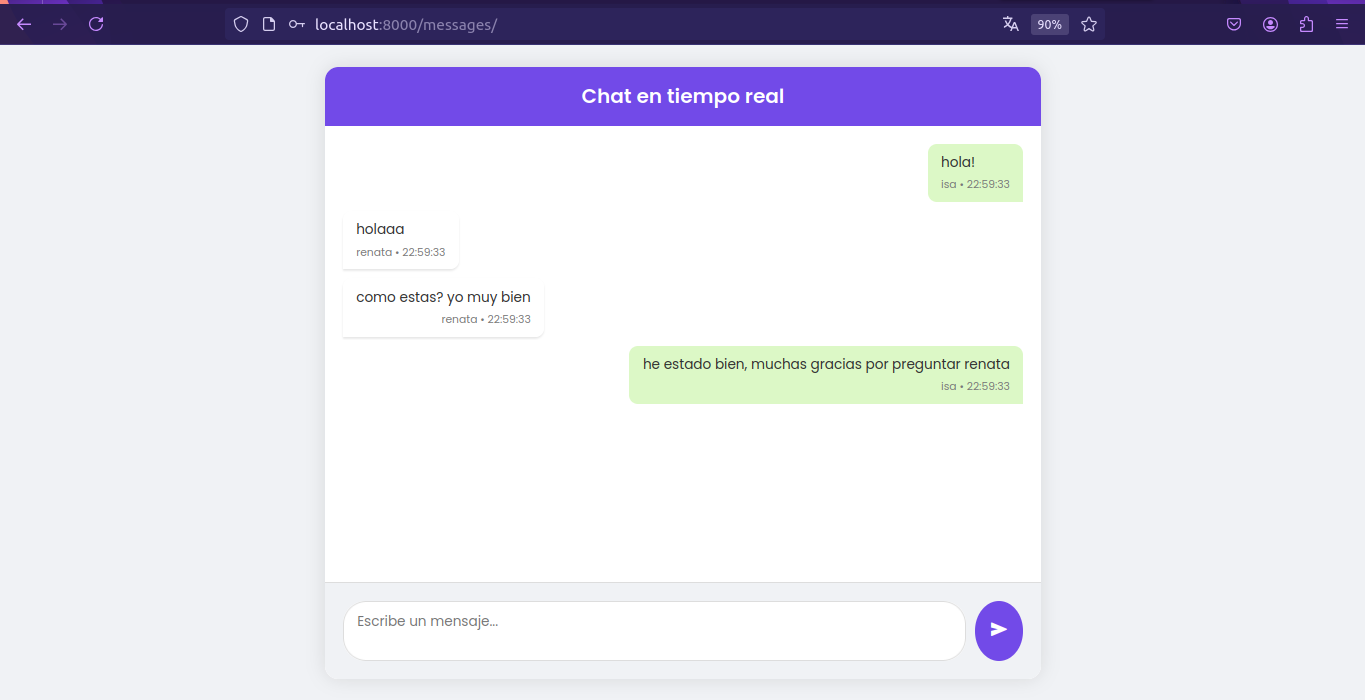 localhost:8000/messages/
90%
Chat en tiempo real
hola!
isa • 22:59:33
holaaa
renata • 22:59:33
como estas? yo muy bien
renata • 22:59:33
he estado bien, muchas gracias por preguntar renata
isa • 22:59:33
Escribe un mensaje...